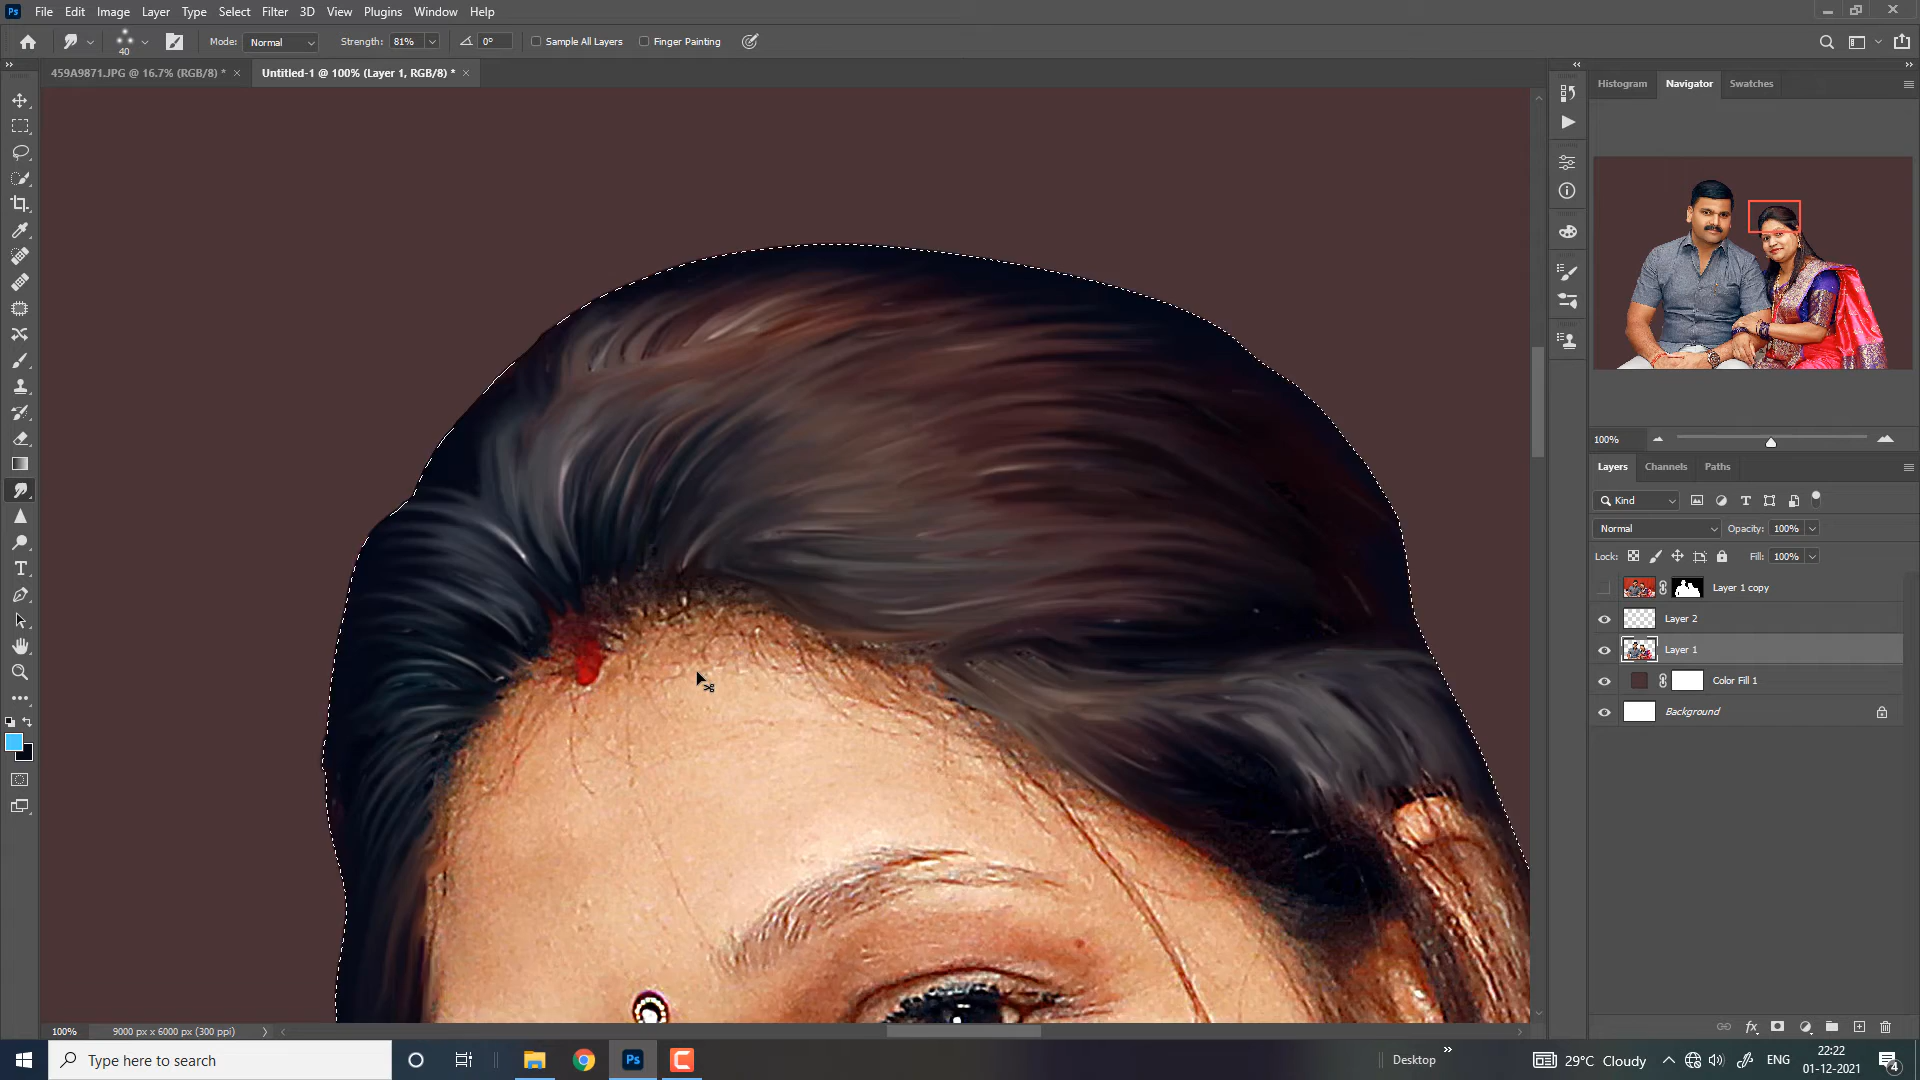 Ps File Edit Image Layer Type Select Filter 3D View Plugins Window Help
40 Mode: Normal Strength: 81% 0° Sample All Layers Finger Painting
459A9871.JPG @ 16.7% (RGB/8) * × Untitled-1 @ 100% (Layer 1, RGB/8) * ×
Histogram Navigator Swatches
100%
Layers Channels Paths
Kind
Normal Opacity: 100%
Lock: Fill: 100%
Layer 1 copy
Layer 2
Layer 1
Color Fill 1
Background
100% 9000 px x 6000 px (300 ppi)
Type here to search
Ps
Desktop
29°C Cloudy
ENG
22:22
01-12-2021
4